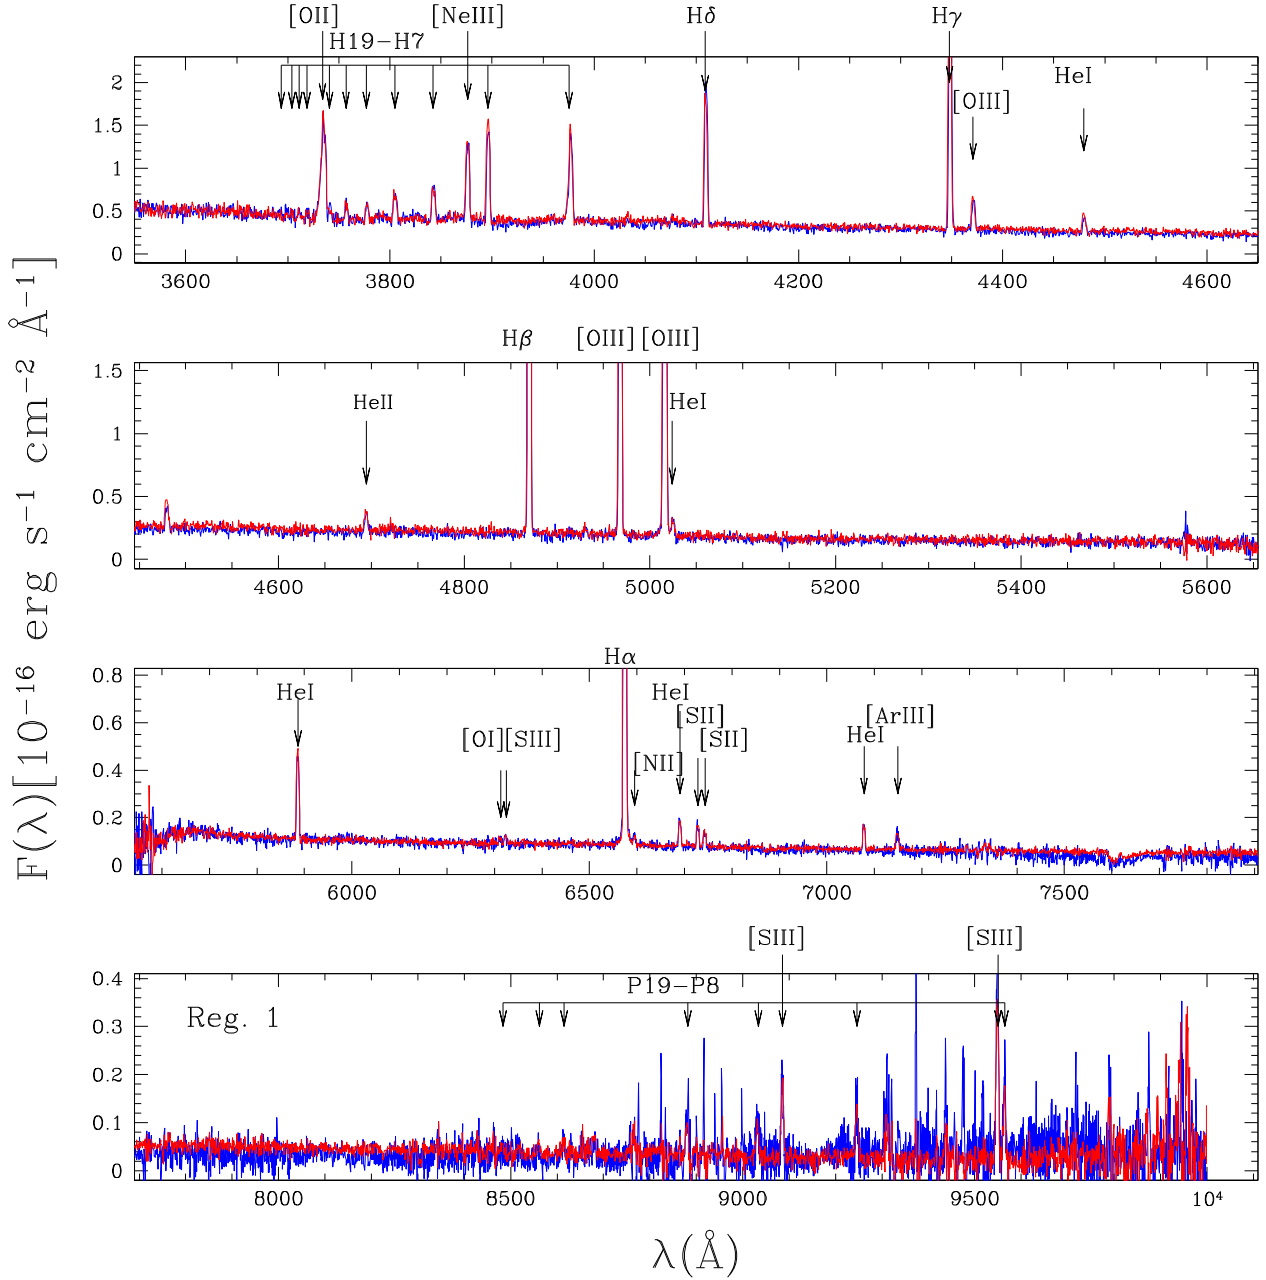 [OII] [NeIII] Hδ Hγ
H19−H7
HeI
[OIII]
2
1.5
1
0.5
0
3600 3800 4000 4200 4400 4600
Hβ [OIII] [OIII]
HeII HeI
1.5
1
0.5
0
4600 4800 5000 5200 5400 5600
F(λ)[10⁻¹⁶ erg s⁻¹ cm⁻² Å⁻¹]
Hα
HeI HeI
[SII] [ArIII]
[OI] [SIII] [SII] HeI
[NII]
0.8
0.6
0.4
0.2
0
6000 6500 7000 7500
[SIII] [SIII]
P19−P8
Reg. 1
0.4
0.3
0.2
0.1
0
8000 8500 9000 9500 10⁴
λ(Å)